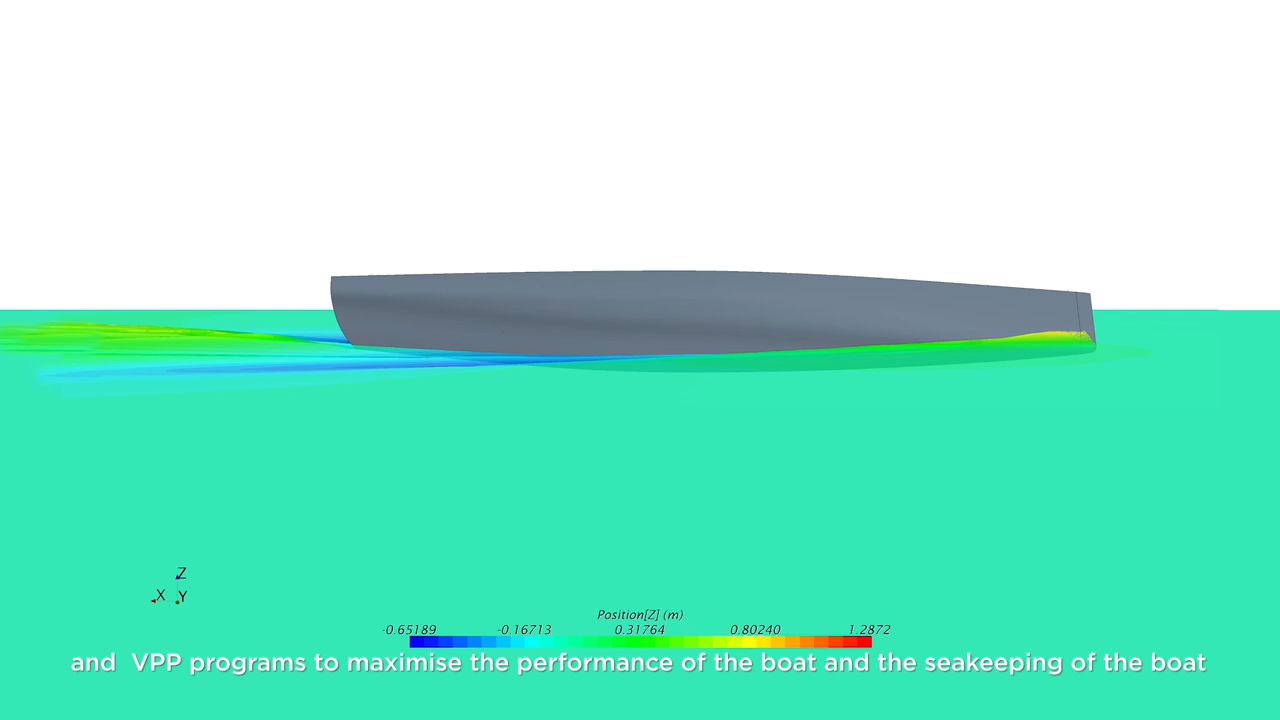 Z
X Y
Position[Z] (m)
-0.65189 -0.16713 0.31764 0.80240 1.2872
and VPP programs to maximise the performance of the boat and the seakeeping of the boat